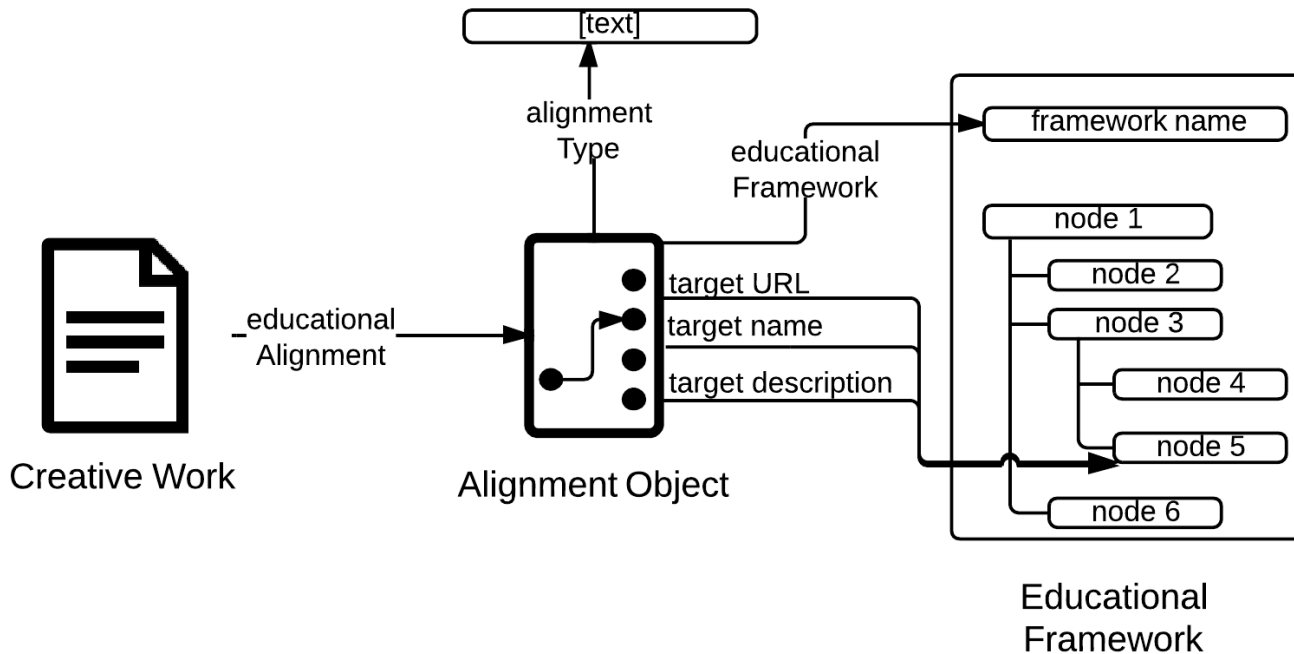 [text]
alignment
Type
educational
Framework
framework name
node 1
node 2
node 3
node 4
node 5
node 6
target URL
target name
target description
educational
Alignment
Creative Work
Alignment Object
Educational
Framework